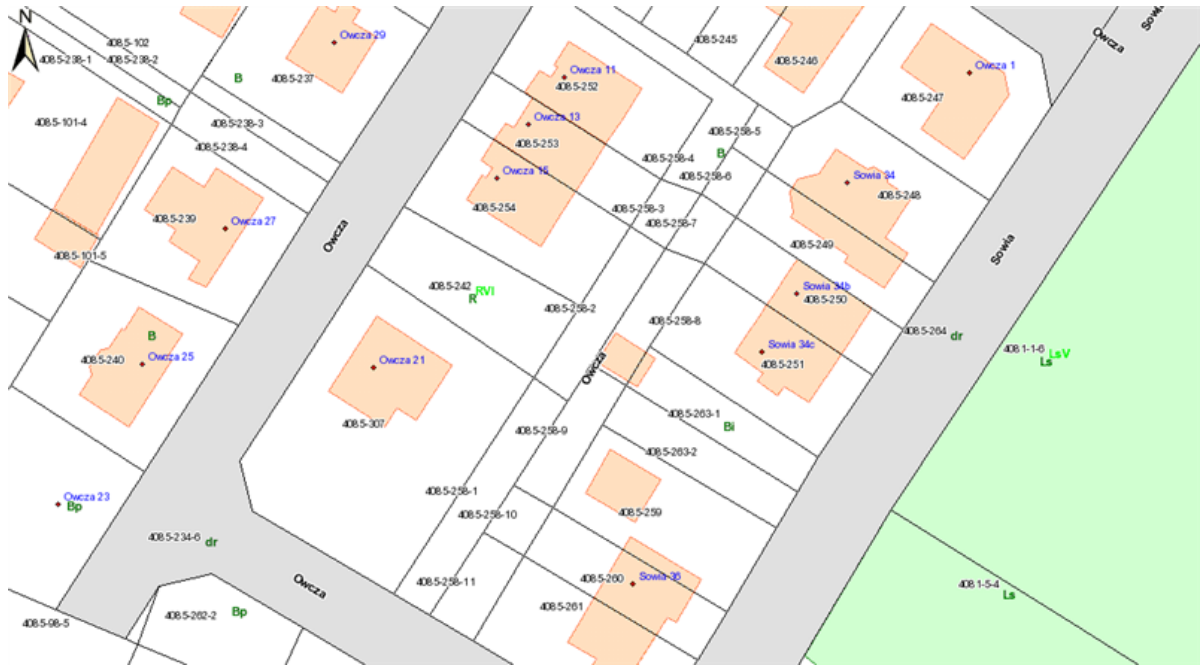 N
Sowia
Owcza 29
Owcza
408.5-102
408.5-238-1
408.5-238-2
408.5-245
408.5-246
Owcza 11
Owcza 1
B
408.5-237
408.5-252
408.5-247
Bp
408.5-101-4
408.5-238-3
Owcza 13
408.5-258-5
408.5-238-4
408.5-253
B
408.5-258-4
Owcza 15
408.5-258-6
Sowia 34
408.5-248
408.5-239
Owcza 27
408.5-254
408.5-258-3
408.5-258-7
Owcza
408.5-249
Sowia
408.5-101-5
408.5-242
RVI
R
Sowia 34b
408.5-250
408.5-258-2
408.5-258-8
408.5-264
dr
B
408.5-240
Owcza 25
Owcza 21
Owcza
Sowia 34c
408.5-251
408.1-1-6
LsV
Ls
408.5-307
408.5-258-9
408.5-263-1
Bi
408.5-263-2
408.5-258-1
Owcza 23
Bp
408.5-258-10
408.5-259
408.5-234-6
dr
408.5-258-11
408.5-260
Sowia 36
Owcza
408.1-5-4
Ls
408.5-98-5
408.5-262-2
Bp
408.5-261